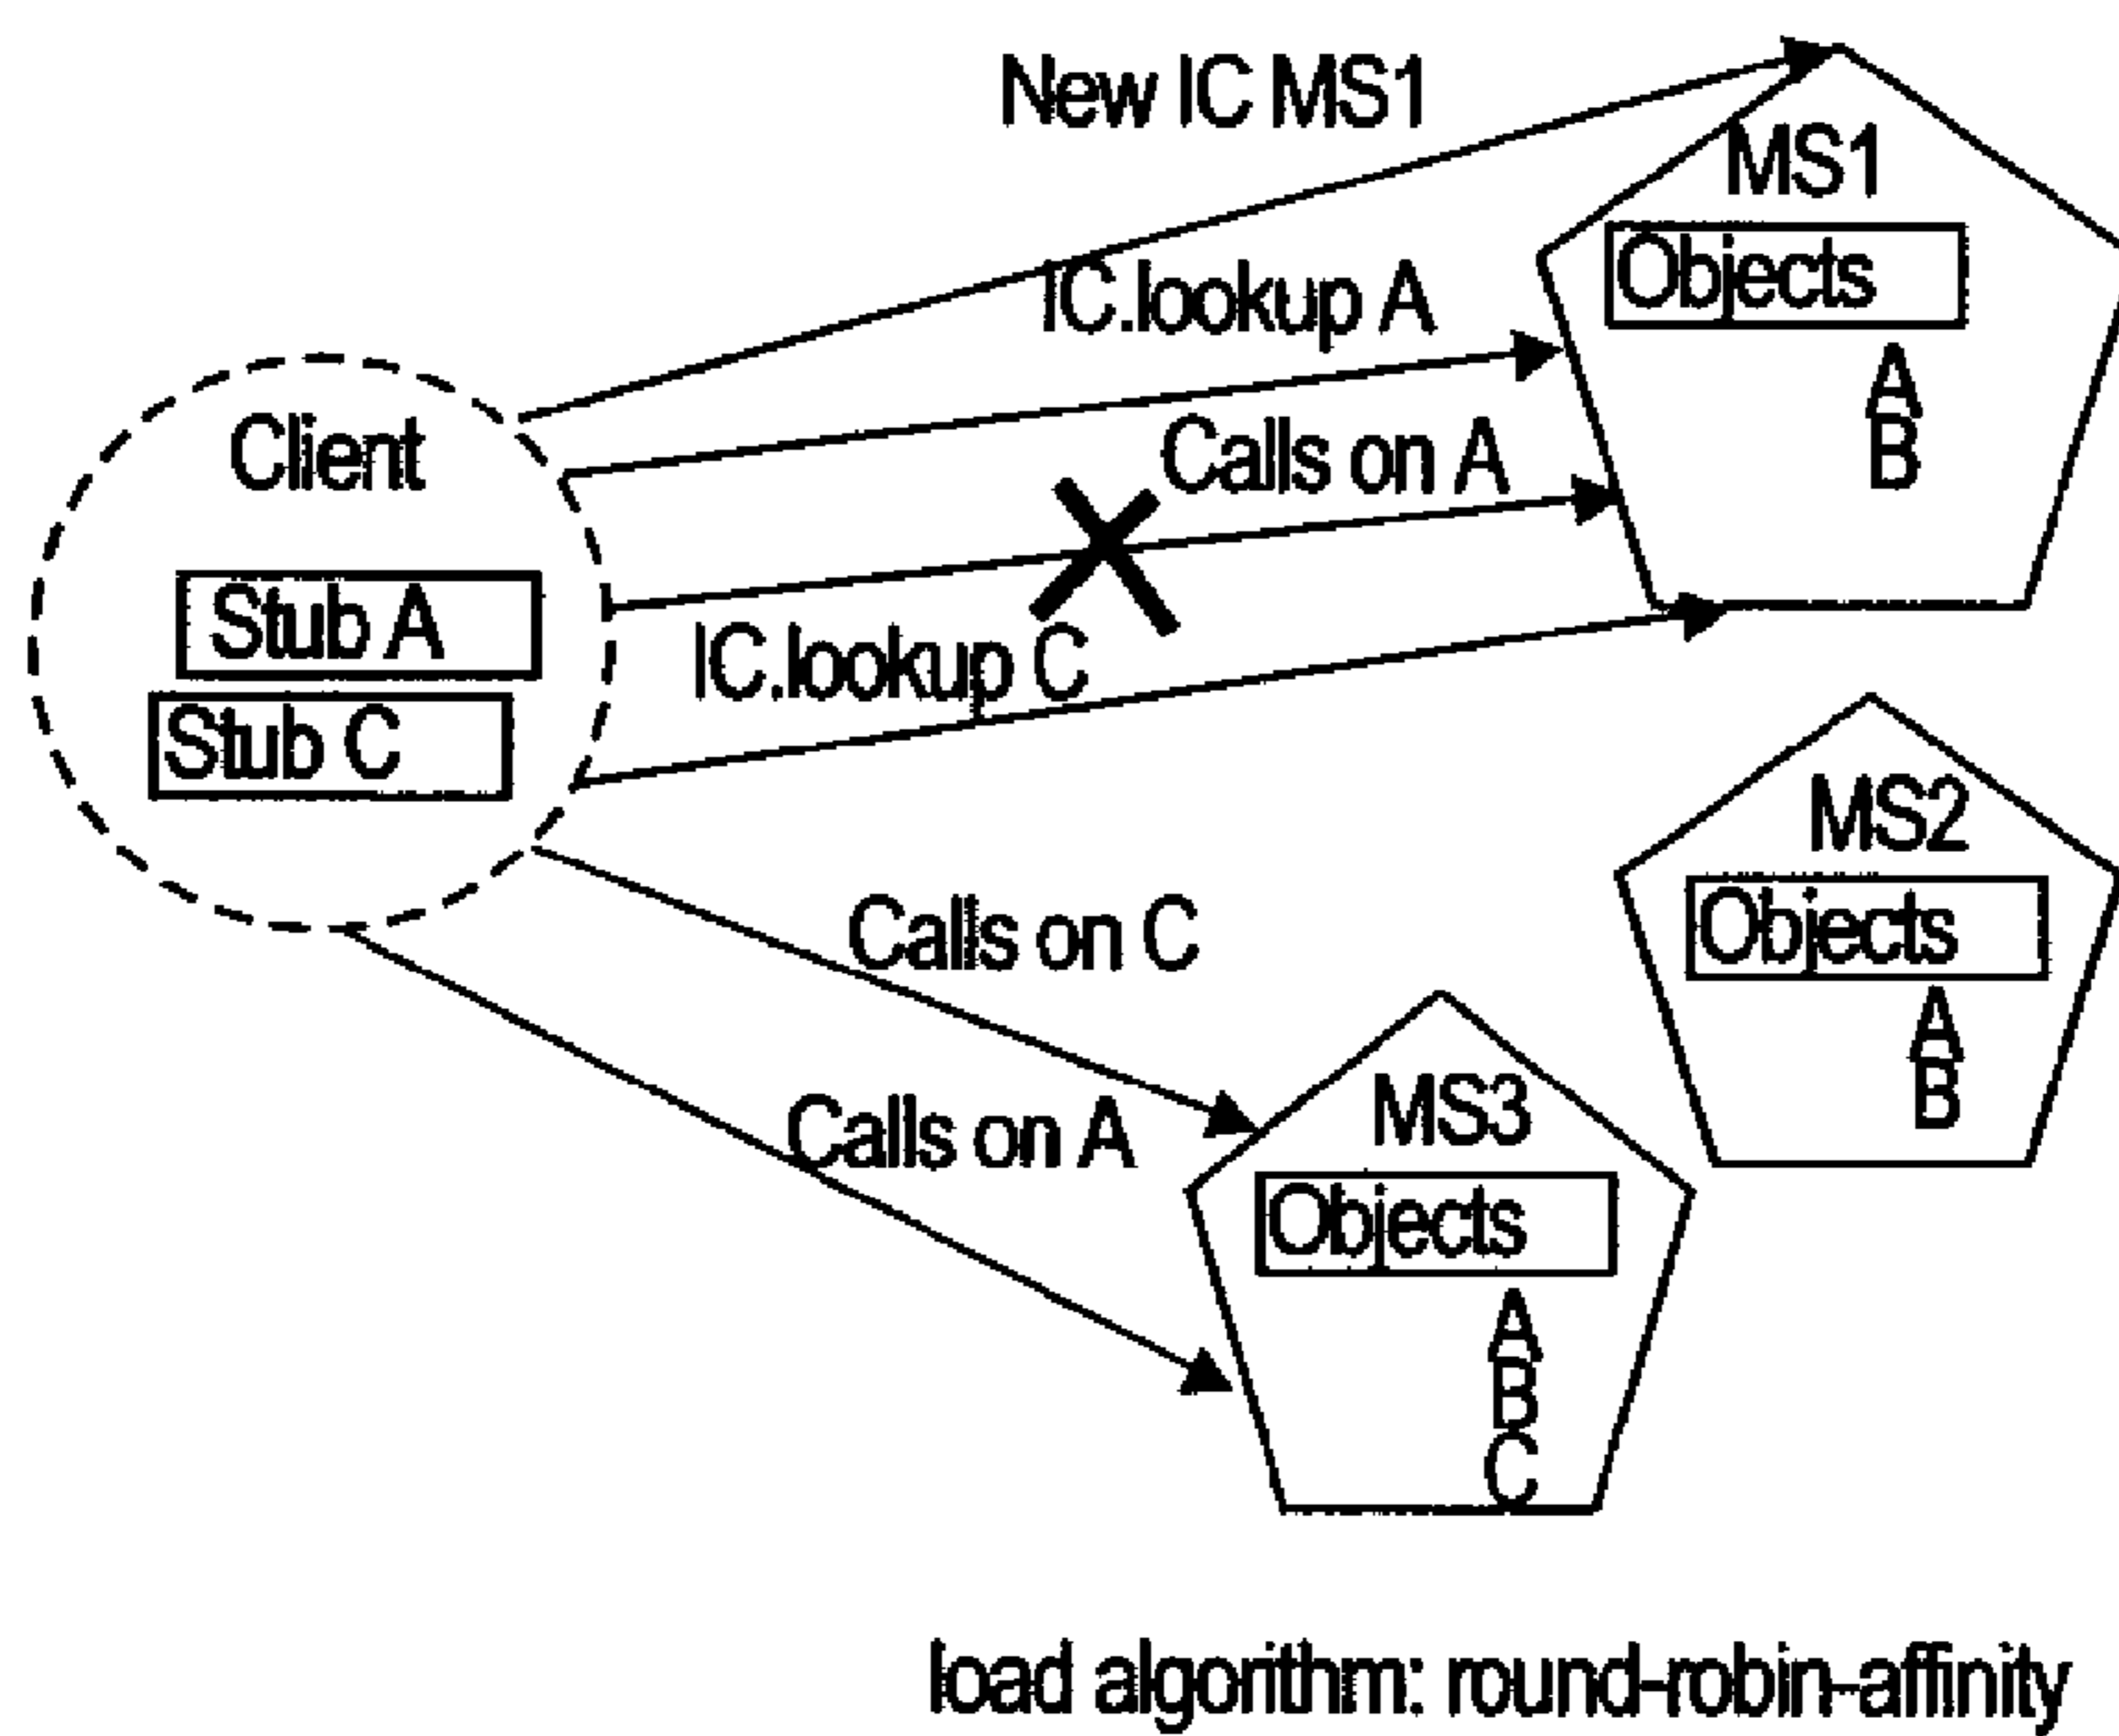 New IC MS1
MS1
Objects
A
B
IC.lookup A
Calls on A
Client
Stub A
Stub C
IC.lookup C
MS2
Objects
A
B
Calls on C
MS3
Objects
A
B
C
Calls on A
load algorithm: round-robin-affinity